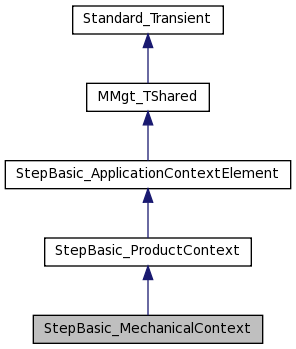 Standard_Transient
MMgt_TShared
StepBasic_ApplicationContextElement
StepBasic_ProductContext
StepBasic_MechanicalContext